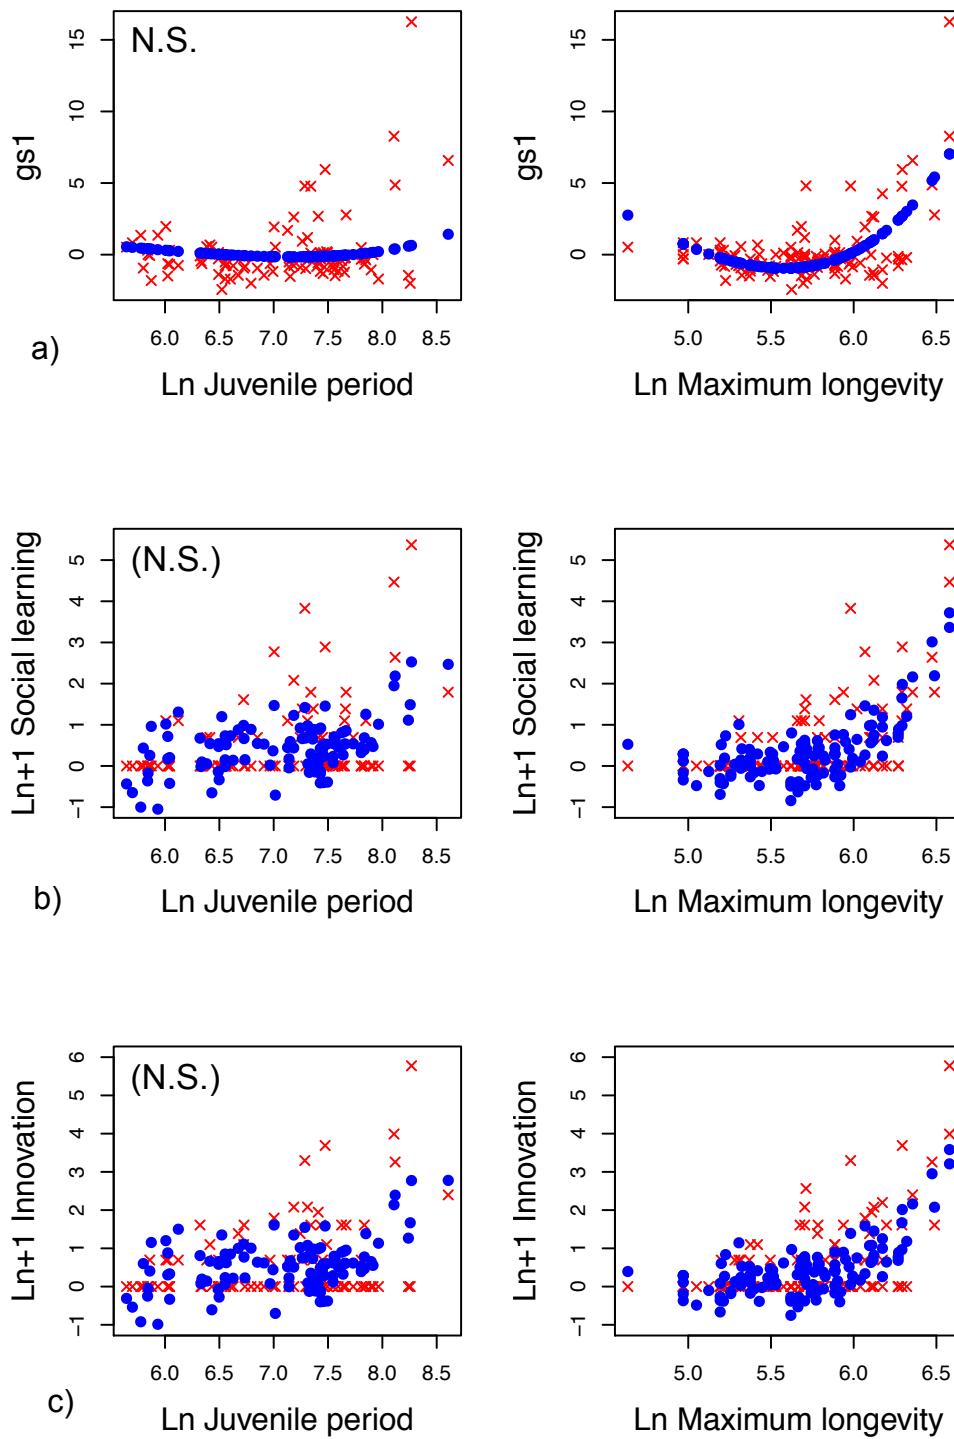 N.S.
gs1
15
10
5
0
6.0 6.5 7.0 7.5 8.0 8.5
Ln Juvenile period
gs1
15
10
5
0
5.0 5.5 6.0 6.5
Ln Maximum longevity
a)
(N.S.)
Ln+1 Social learning
5
4
3
2
1
0
−1
6.0 6.5 7.0 7.5 8.0 8.5
Ln Juvenile period
Ln+1 Social learning
5
4
3
2
1
0
−1
5.0 5.5 6.0 6.5
Ln Maximum longevity
b)
(N.S.)
Ln+1 Innovation
6
5
4
3
2
1
0
−1
6.0 6.5 7.0 7.5 8.0 8.5
Ln Juvenile period
Ln+1 Innovation
6
5
4
3
2
1
0
−1
5.0 5.5 6.0 6.5
Ln Maximum longevity
c)